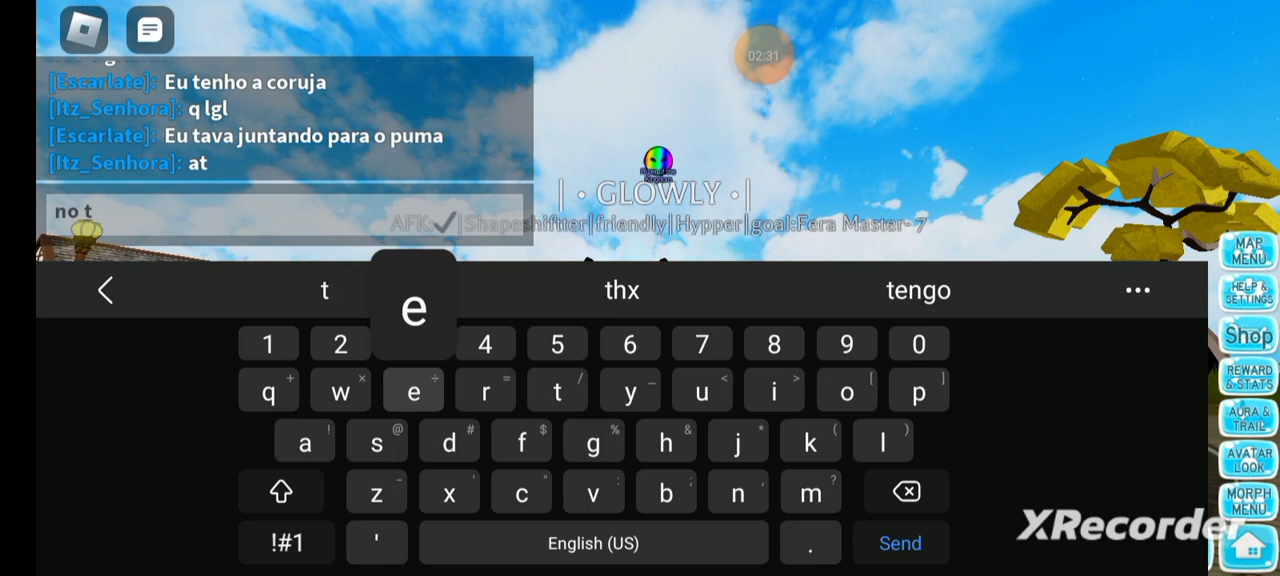 [Escarlate]: Eu tenho a coruja
[Itz_Senhora]: q lgl
[Escarlate]: Eu tava juntando para o puma
[Itz_Senhora]: at
no t
02:31
| • GLOWLY • |
AFK:✓|Shapeshiftter|friendly|Hypper|goal:Fera Master-7
MAP MENU
HELP & SETTINGS
Shop
REWARD & STATS
AURA & TRAIL
AVATAR LOOK
MORPH MENU
t thx tengo ...
e
1 2 4 5 6 7 8 9 0
q + w × e ÷ r = t / y _ u < i > o [ p ]
a ! s @ d # f $ g % h & j * k ( l )
z - x ' c " v : b ; n , m ?
!#1 ' English (US) . Send
XRecorder